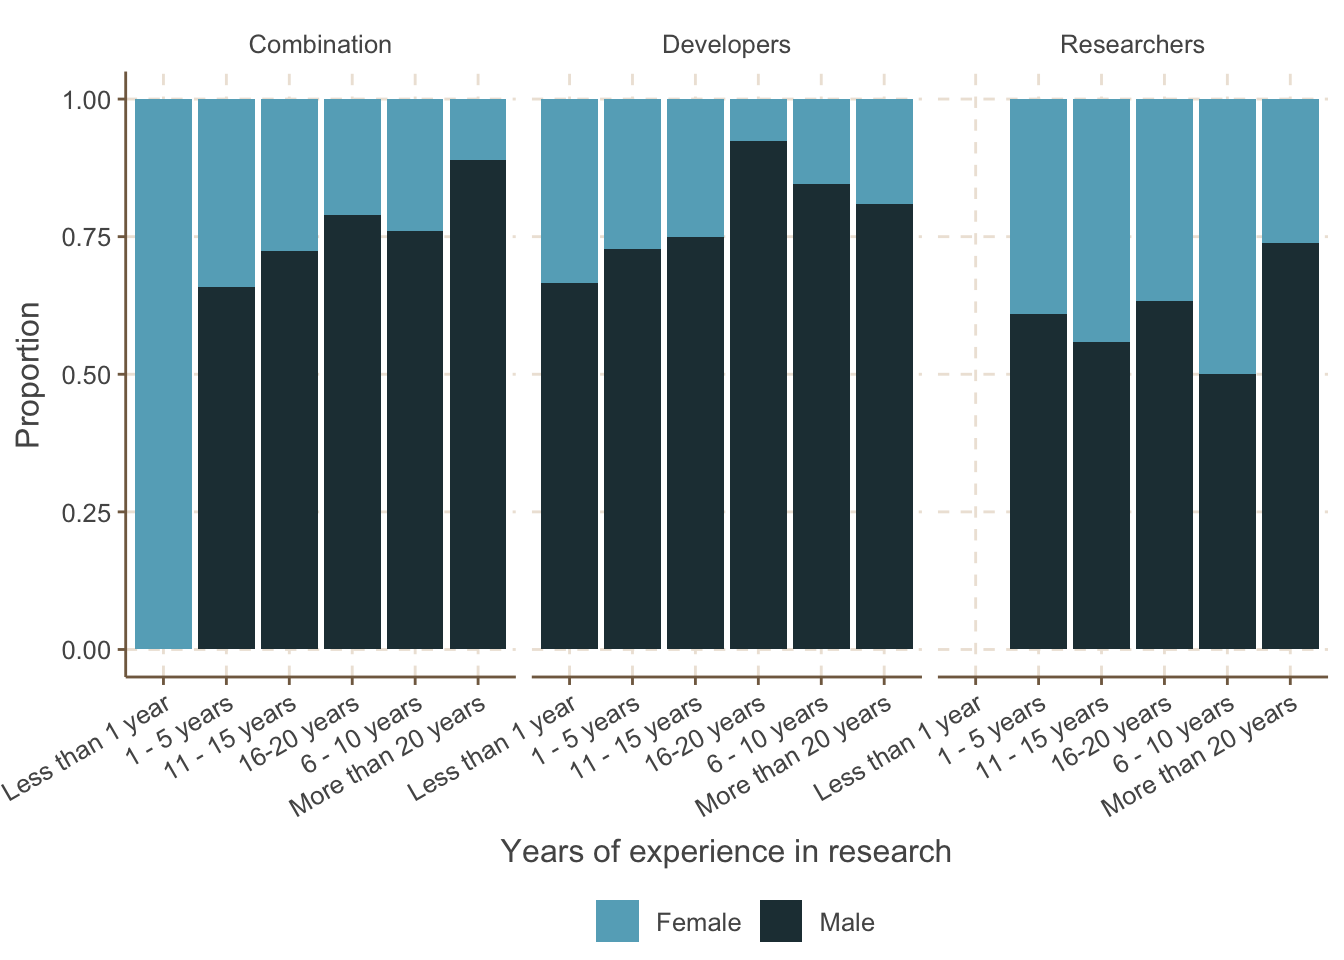 Combination Developers Researchers
1.00
0.75
0.50
0.25
0.00
Proportion
Less than 1 year
1 - 5 years
11 - 15 years
16-20 years
6 - 10 years
More than 20 years
Less than 1 year
1 - 5 years
11 - 15 years
16-20 years
6 - 10 years
More than 20 years
Less than 1 year
1 - 5 years
11 - 15 years
16-20 years
6 - 10 years
More than 20 years
Years of experience in research
Female Male